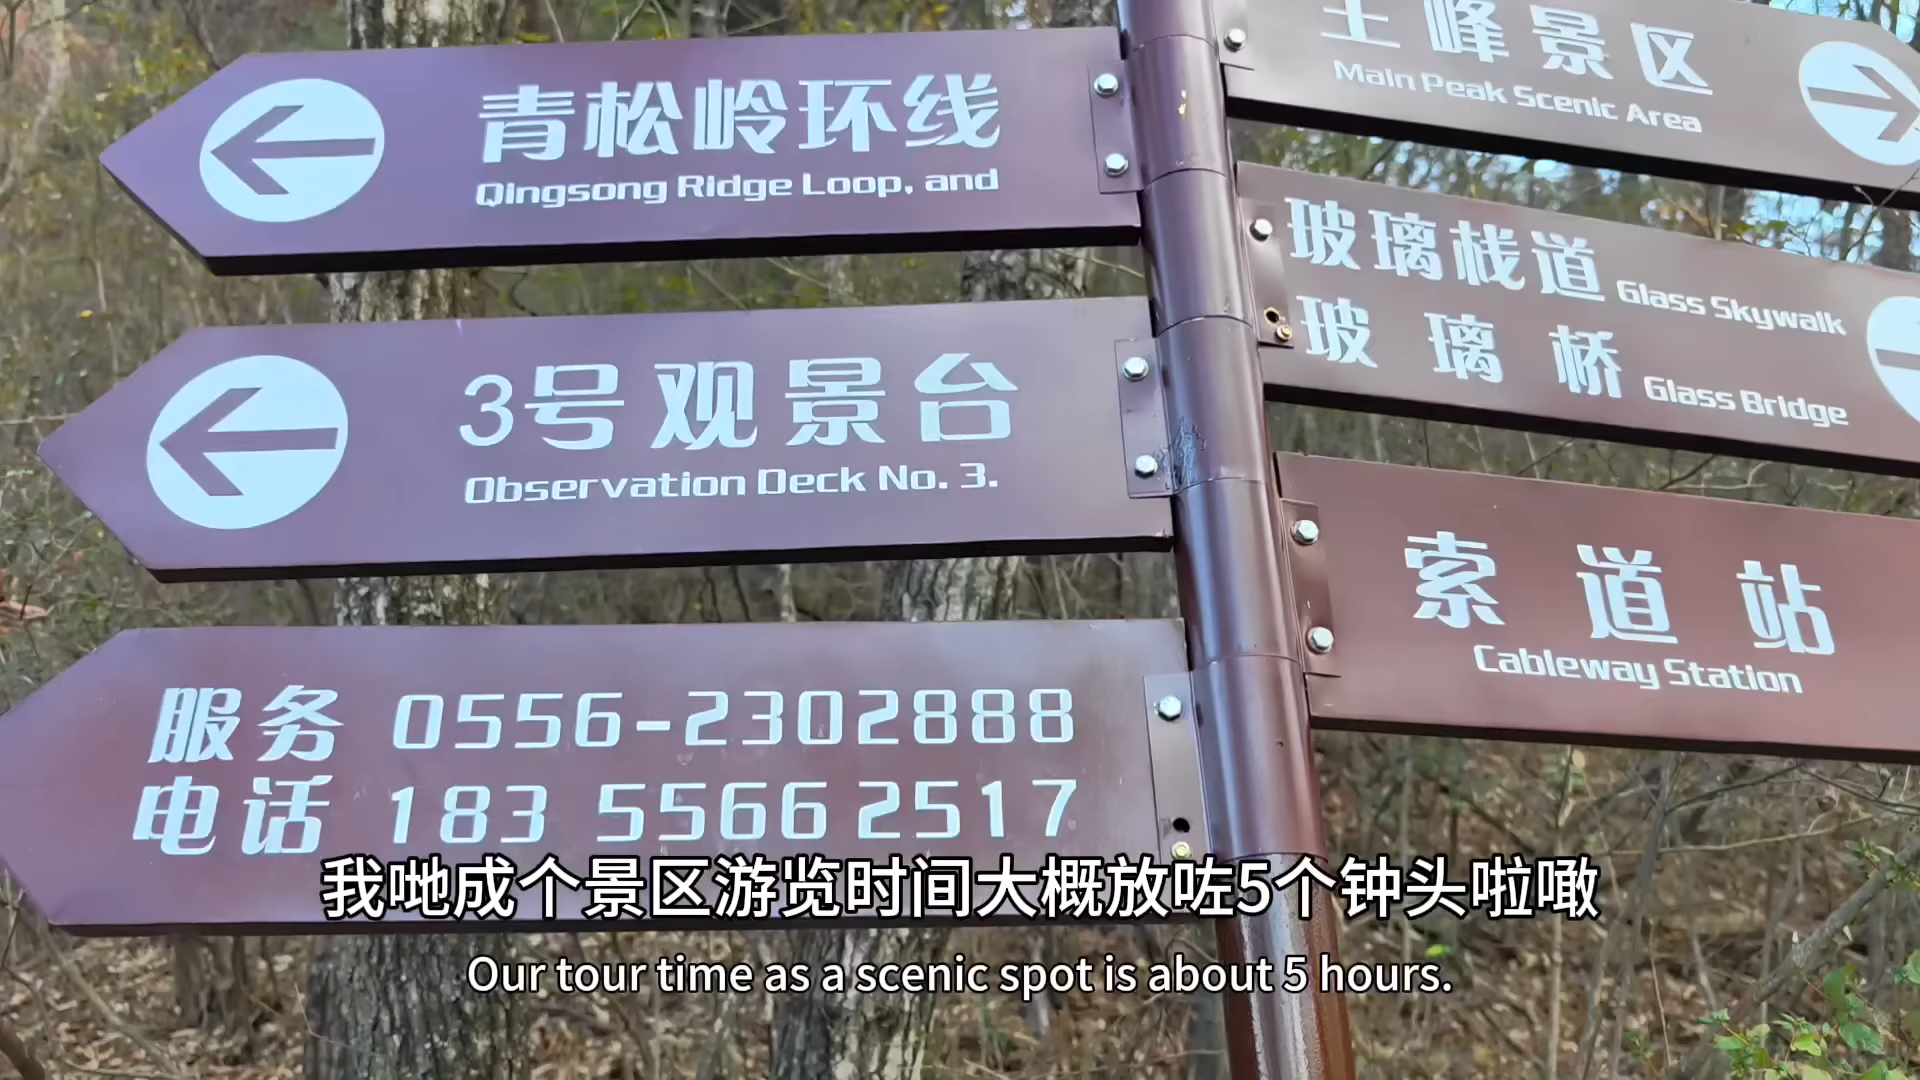 青松岭环线
Qingsong Ridge Loop, and
3号观景台
Observation Deck No. 3.
服务 0556-2302888
电话 183 5566 2517
主峰景区
Main Peak Scenic Area
玻璃栈道 Glass Skywalk
玻璃桥 Glass Bridge
索道站
Cableway Station
我哋成个景区游览时间大概放咗5个钟头啦噉
Our tour time as a scenic spot is about 5 hours.